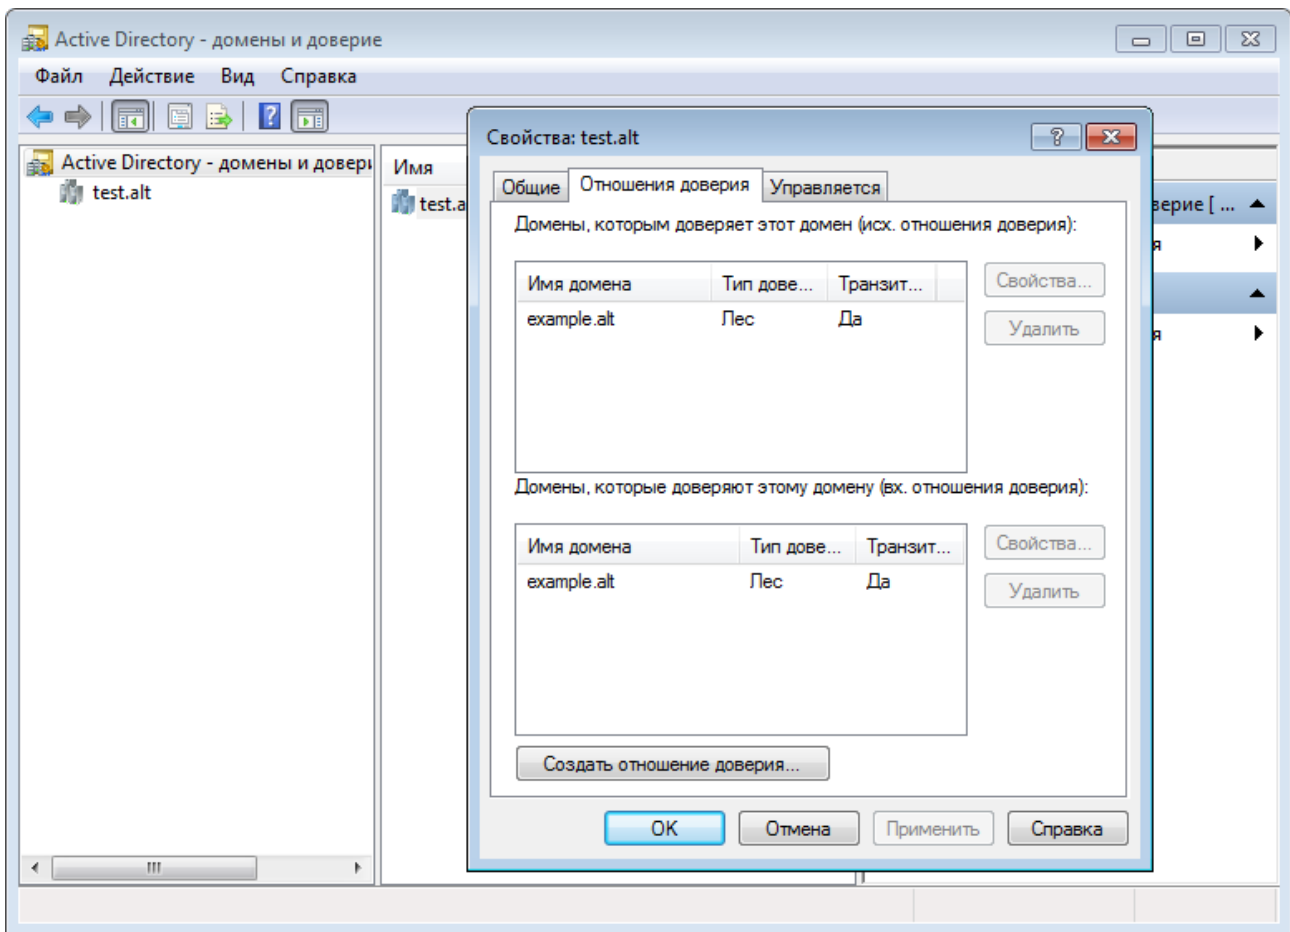 Active Directory - домены и доверие
Файл Действие Вид Справка
Active Directory - домены и довери
test.alt
Имя
test.a
Свойства: test.alt
Общие Отношения доверия Управляется
Домены, которым доверяет этот домен (исх. отношения доверия):
Имя домена Тип дове... Транзит...
example.alt Лес Да
Свойства...
Удалить
Домены, которые доверяют этому домену (вх. отношения доверия):
Имя домена Тип дове... Транзит...
example.alt Лес Да
Свойства...
Удалить
Создать отношение доверия...
OK Отмена Применить Справка
верие [ ...
я
я